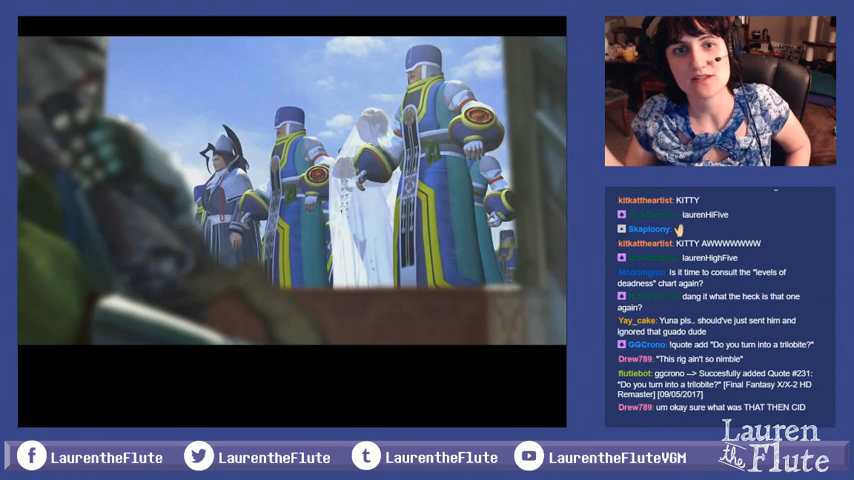 kitkattheartist: KITTY
laurenHiFive
Skaploony:
kitkattheartist: KITTY AWWWWWWW
laurenHighFive
Moddington: Is it time to consult the "levels of
deadness" chart again?
dang it what the heck is that one
again?
Yay_cake: Yuna pls.. should've just sent him and
ignored that guado dude
GGCrono: !quote add "Do you turn into a trilobite?"
Drew789: "This rig ain't so nimble"
flutiebot: ggcrono --> Succesfully added Quote #231:
"Do you turn into a trilobite?" [Final Fantasy X/X-2 HD
Remaster] [09/05/2017]
Drew789: um okay sure what was THAT THEN CID
LaurentheFlute
LaurentheFlute
LaurentheFlute
LaurentheFluteVGM
Lauren
the Flute